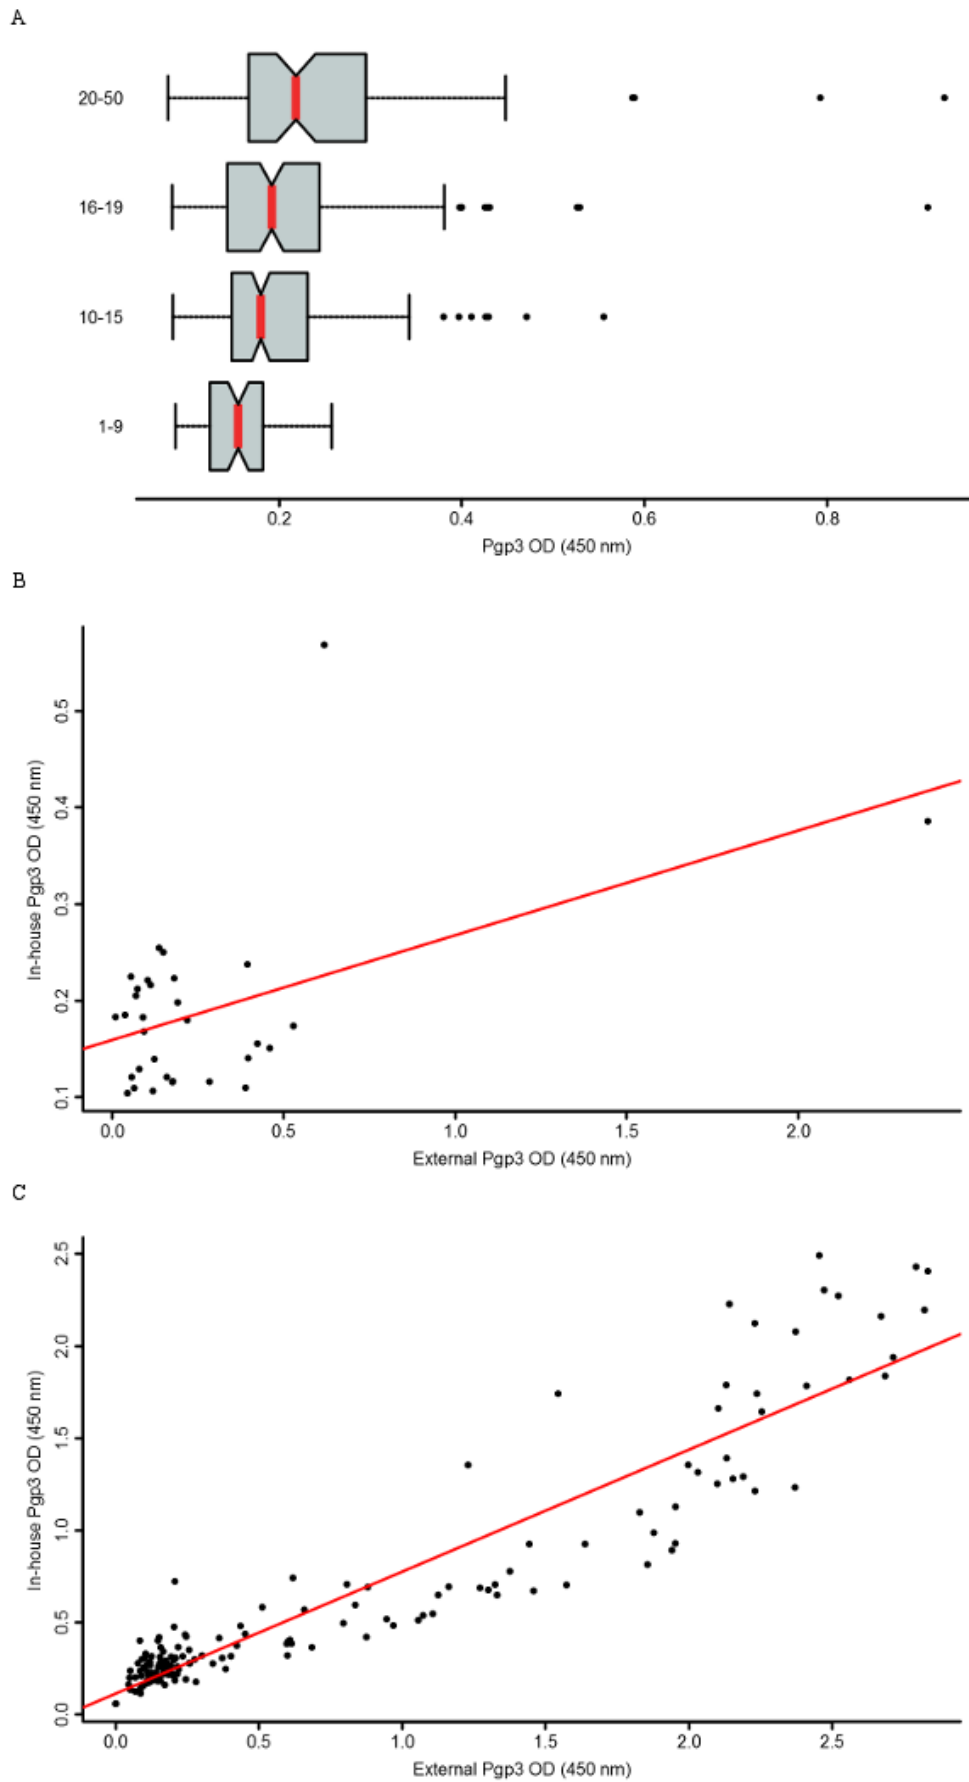 A
20-50
16-19
10-15
1-9
0.2 0.4 0.6 0.8
Pgp3 OD (450 nm)
B
In-house Pgp3 OD (450 nm)
0.5
0.4
0.3
0.2
0.1
0.0 0.5 1.0 1.5 2.0
External Pgp3 OD (450 nm)
C
In-house Pgp3 OD (450 nm)
2.5
2.0
1.5
1.0
0.5
0.0
0.0 0.5 1.0 1.5 2.0 2.5
External Pgp3 OD (450 nm)